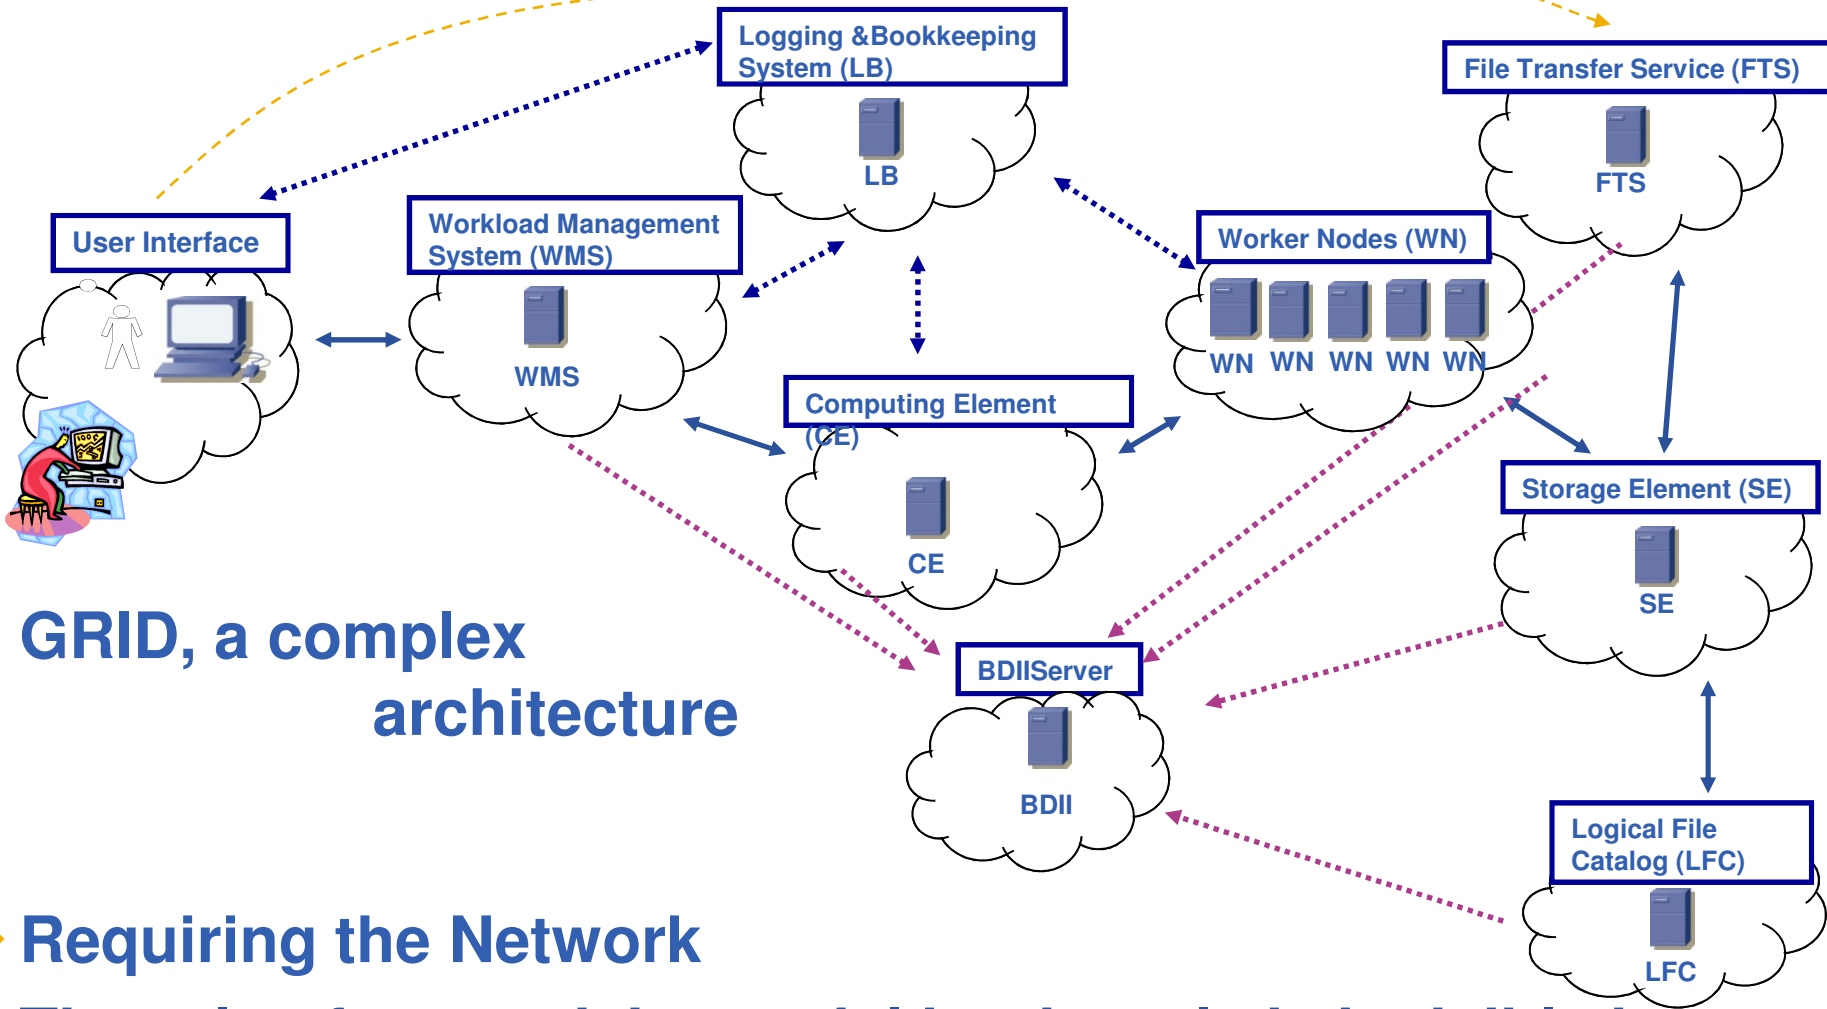 Logging &Bookkeeping
System (LB)
File Transfer Service (FTS)
LB
FTS
User Interface
Workload Management
System (WMS)
Worker Nodes (WN)
WMS
WN WN WN WN WN
Computing Element
(CE)
Storage Element (SE)
CE
SE
GRID, a complex
architecture
BDIIServer
BDII
Logical File
Catalog (LFC)
LFC
Requiring the Network